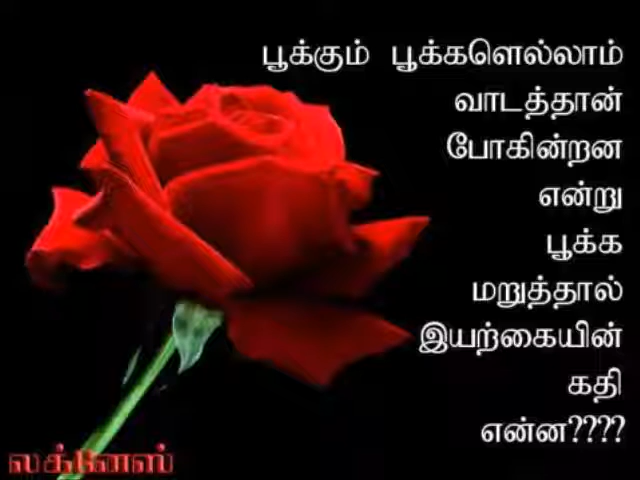 பூக்கும் பூக்களெல்லாம்
வாடத்தான்
போகின்றன
என்று
பூக்க
மறுத்தால்
இயற்கையின்
கதி
என்ன????
லக்னேஸ்